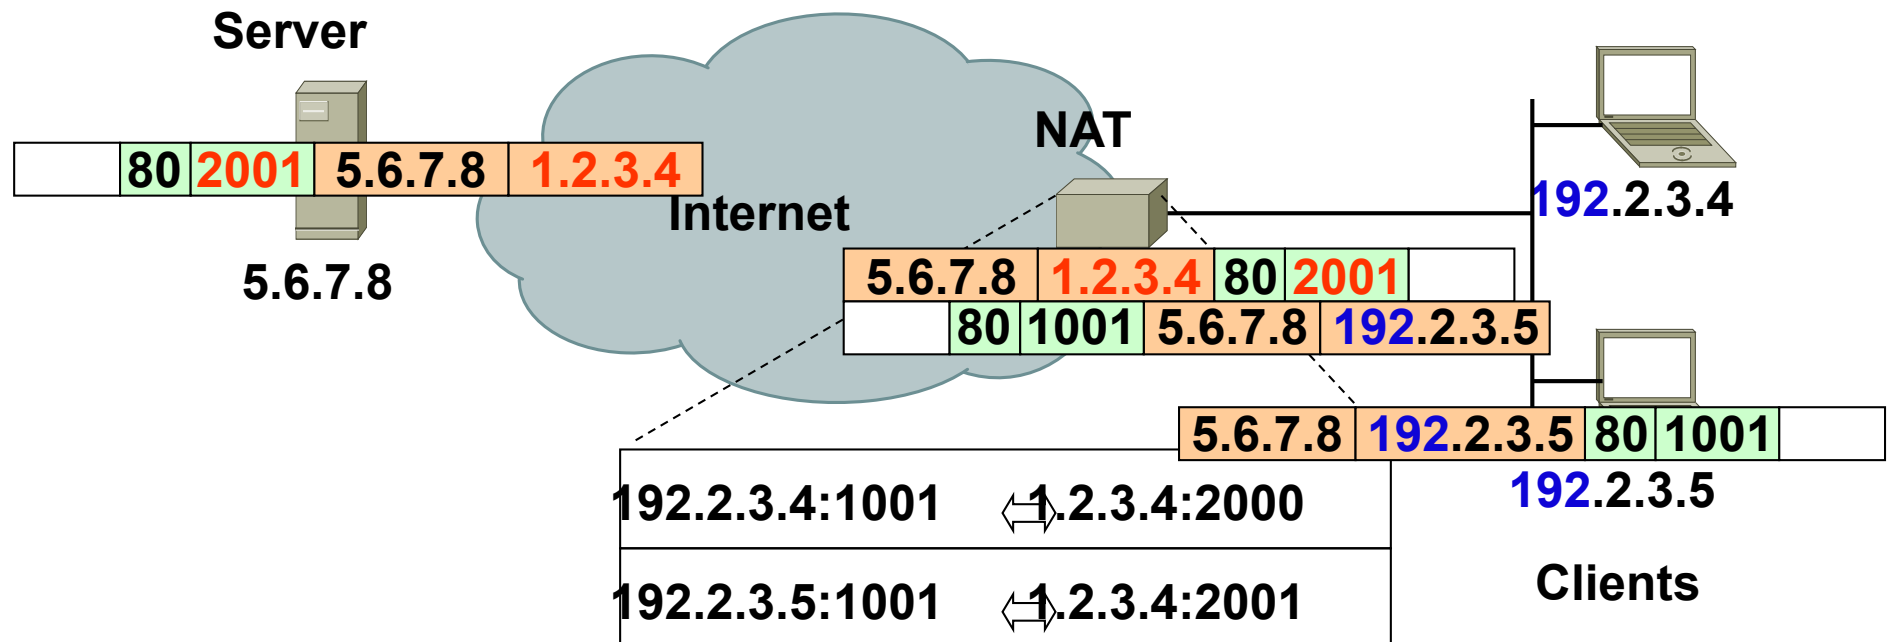 Server
NAT
80 2001 5.6.7.8 1.2.3.4
Internet
192.2.3.4
5.6.7.8
5.6.7.8 1.2.3.4 80 2001
80 1001 5.6.7.8 192.2.3.5
5.6.7.8 192.2.3.5 80 1001
192.2.3.5
192.2.3.4:1001 1.2.3.4:2000
192.2.3.5:1001 1.2.3.4:2001
Clients